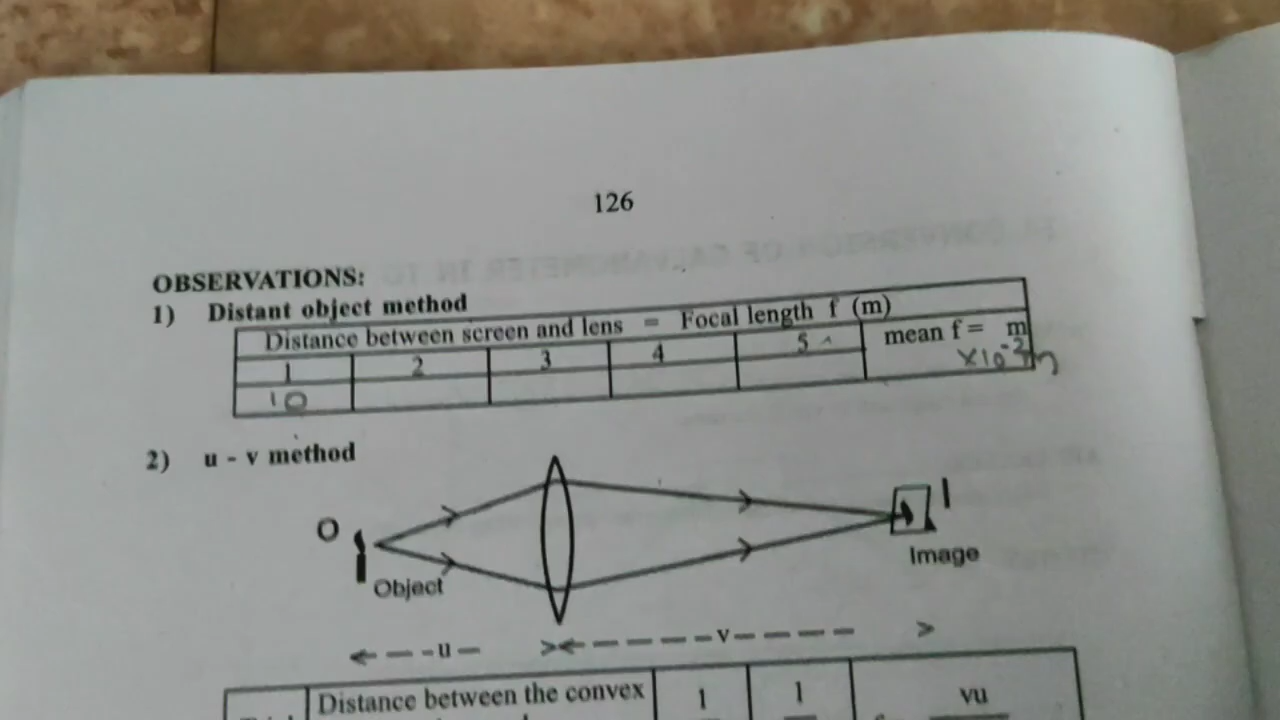 126
OBSERVATIONS:
1) Distant object method
Distance between screen and lens = Focal length f (m)
1 2 3 4 5 mean f = m
10 ×10⁻² m
2) u - v method
O I
Object Image
u v
Distance between the convex 1 1 vu